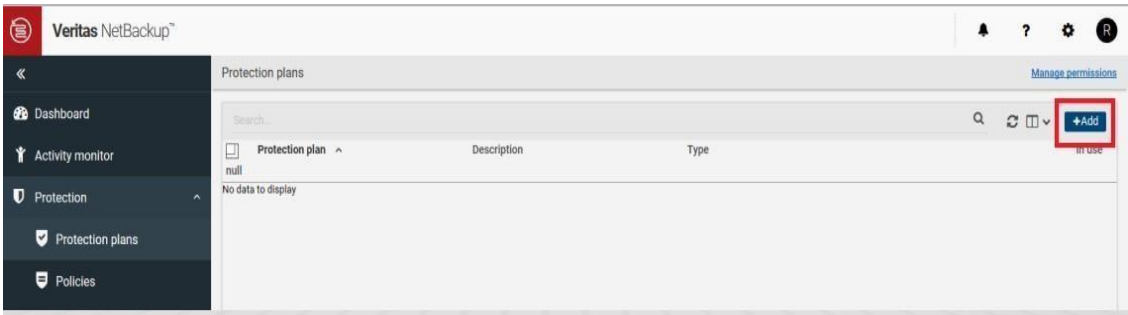 Veritas NetBackup™
? R
«
Protection plans Manage permissions
Dashboard
Search...
+Add
Activity monitor
Protection plan Description Type In use
null
Protection
No data to display
Protection plans
Policies